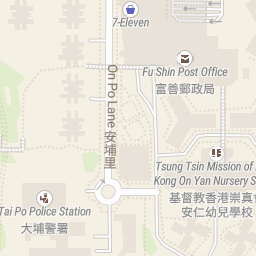 7-Eleven
Fu Shin Post Office
富善郵政局
On Po Lane 安埔里
Tsung Tsin Mission of
Kong On Yan Nursery S
基督教香港崇真會
安仁幼兒學校
Tai Po Police Station
大埔警署